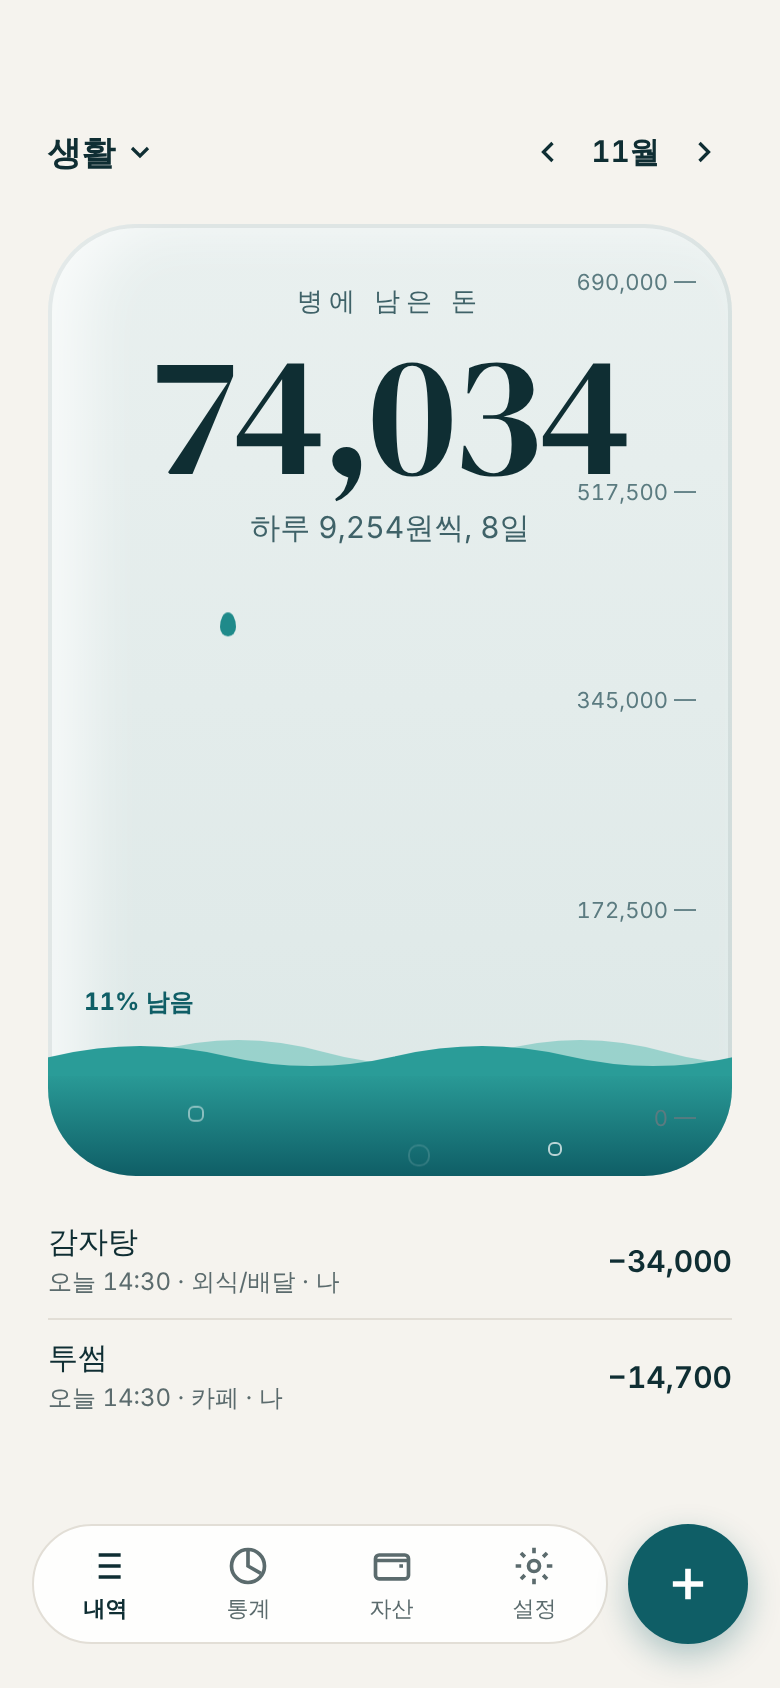 생활
11월
690,000
병에 남은 돈
74,034
517,500
하루 9,254원씩, 8일
345,000
172,500
11% 남음
0
감자탕
오늘 14:30 · 외식/배달 · 나
−34,000
투썸
오늘 14:30 · 카페 · 나
−14,700
내역
통계
자산
설정